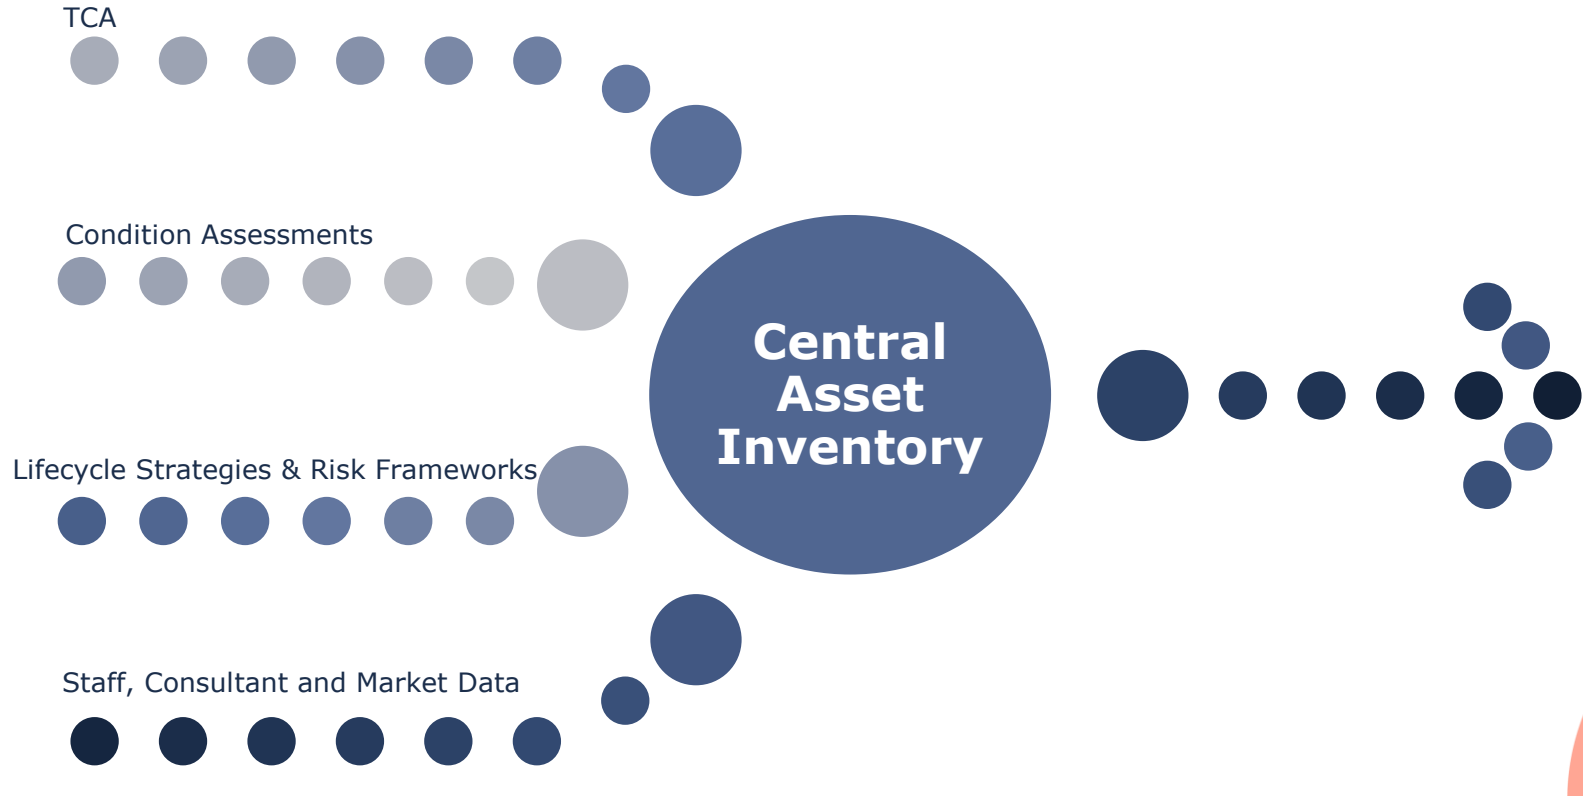 TCA
Condition Assessments
Central
Asset
Inventory
Lifecycle Strategies & Risk Frameworks
Staff, Consultant and Market Data